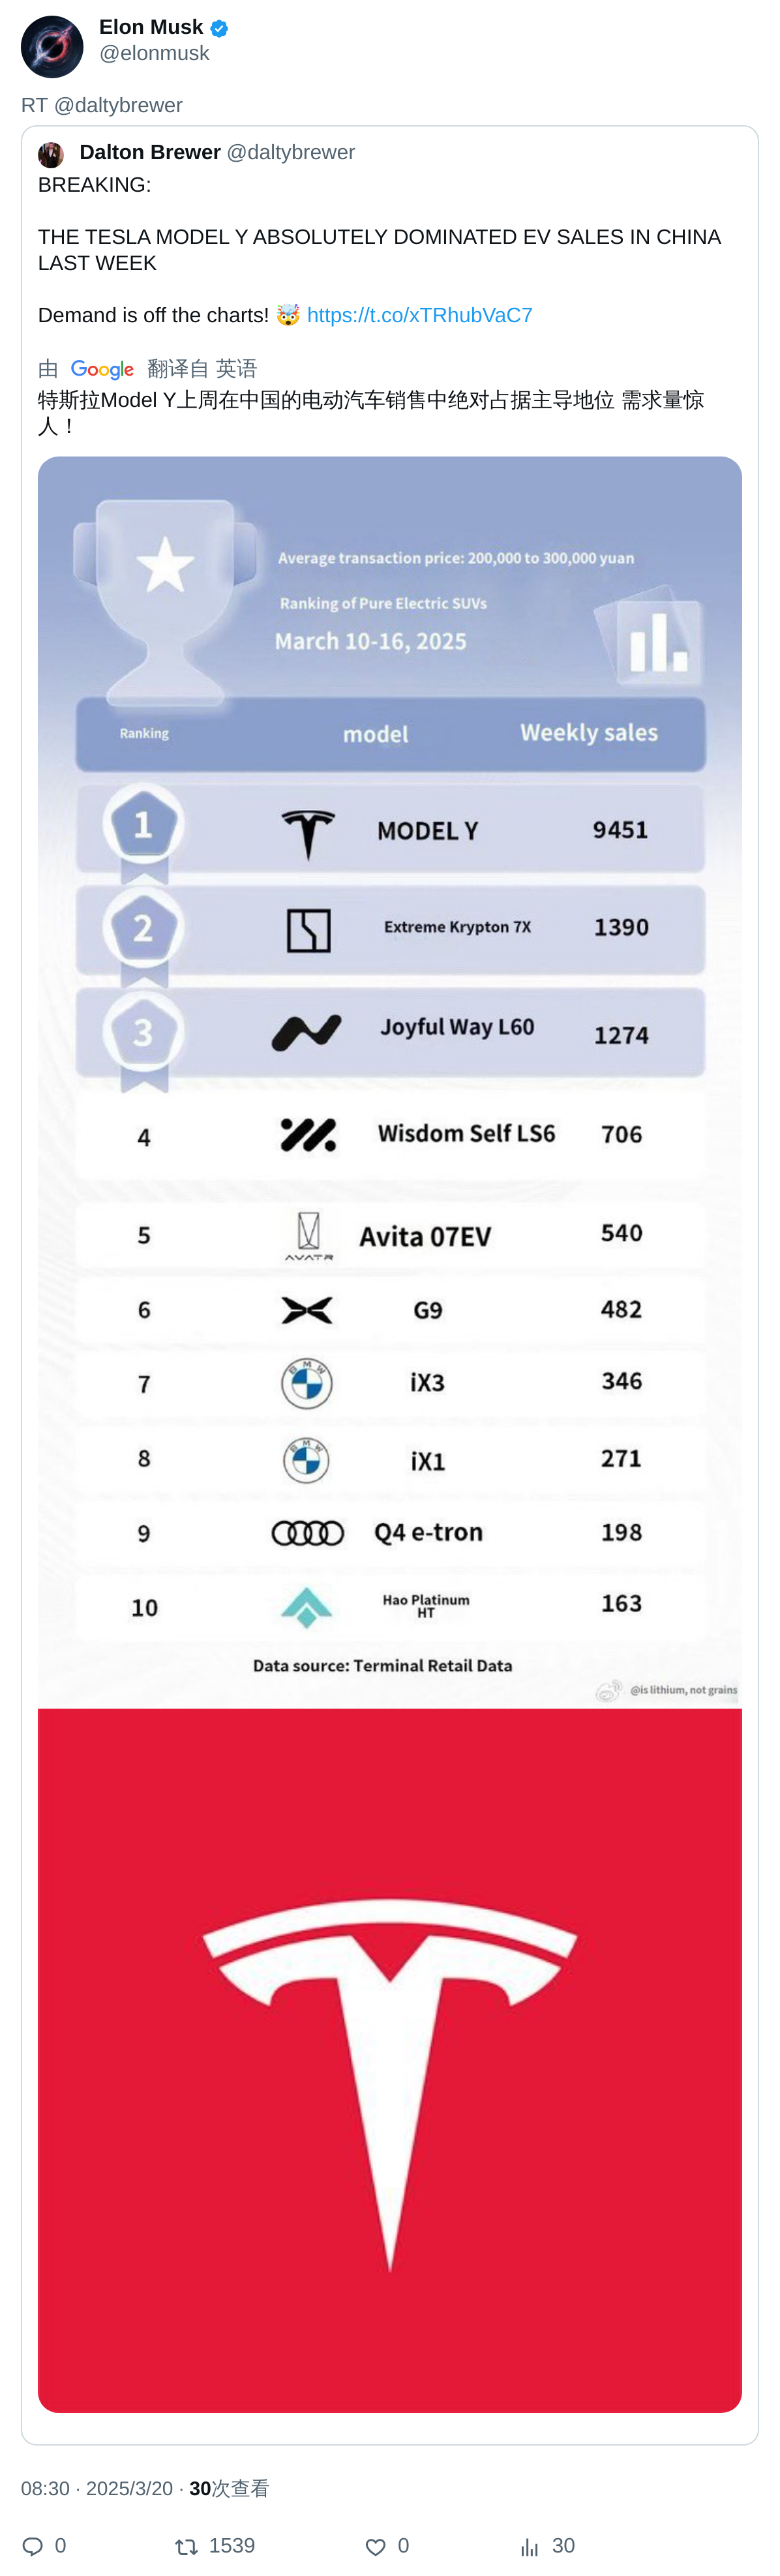 Elon Musk
@elonmusk
RT @daltybrewer
Dalton Brewer @daltybrewer
BREAKING:
THE TESLA MODEL Y ABSOLUTELY DOMINATED EV SALES IN CHINA
LAST WEEK
Demand is off the charts! 🤯 https://t.co/xTRhubVaC7
由 Google 翻译自 英语
特斯拉Model Y上周在中国的电动汽车销售中绝对占据主导地位 需求量惊
人！
Average transaction price: 200,000 to 300,000 yuan
Ranking of Pure Electric SUVs
March 10-16, 2025
Ranking model Weekly sales
1 MODEL Y 9451
2 Extreme Krypton 7X 1390
3 Joyful Way L60 1274
4 Wisdom Self LS6 706
5 AVATR Avita 07EV 540
6 G9 482
7 BMW iX3 346
8 BMW iX1 271
9 Q4 e-tron 198
10 Hao Platinum
HT 163
Data source: Terminal Retail Data
@is lithium, not grains
08:30 · 2025/3/20 · 30次查看
0 1539 0 30